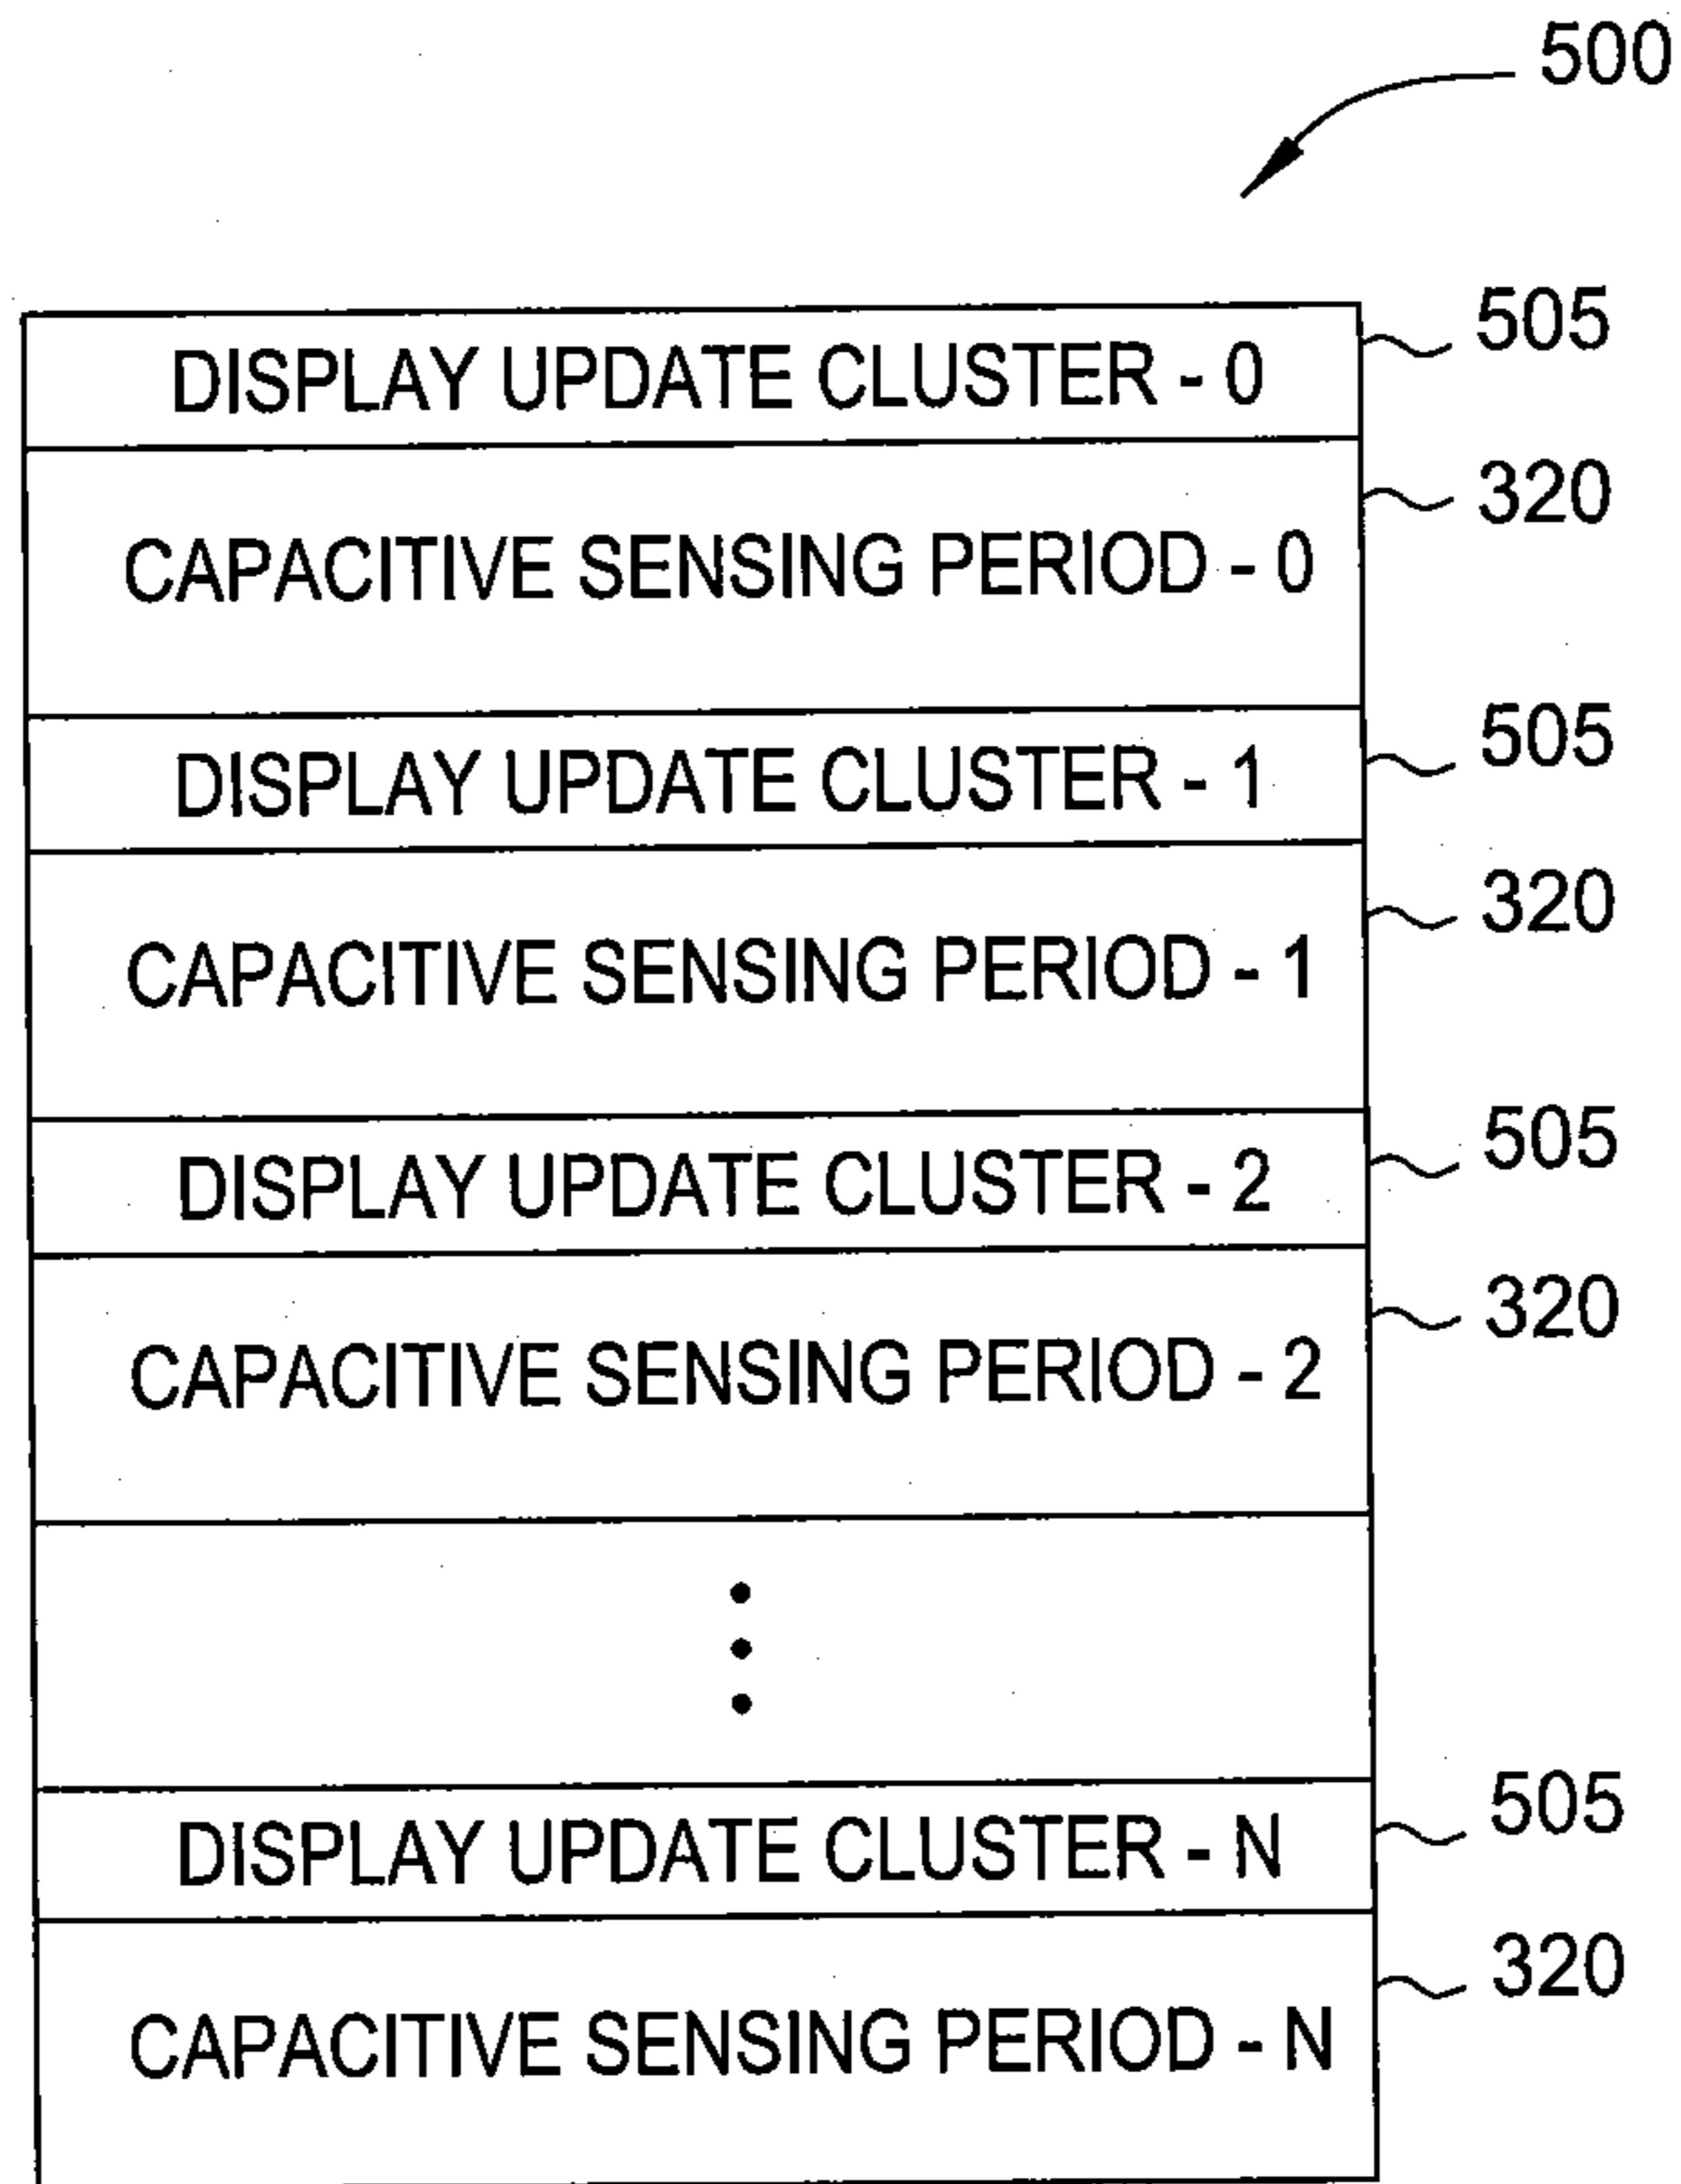 500
DISPLAY UPDATE CLUSTER - 0
505
CAPACITIVE SENSING PERIOD - 0
320
DISPLAY UPDATE CLUSTER - 1
505
CAPACITIVE SENSING PERIOD - 1
320
DISPLAY UPDATE CLUSTER - 2
505
CAPACITIVE SENSING PERIOD - 2
320
DISPLAY UPDATE CLUSTER - N
505
CAPACITIVE SENSING PERIOD - N
320